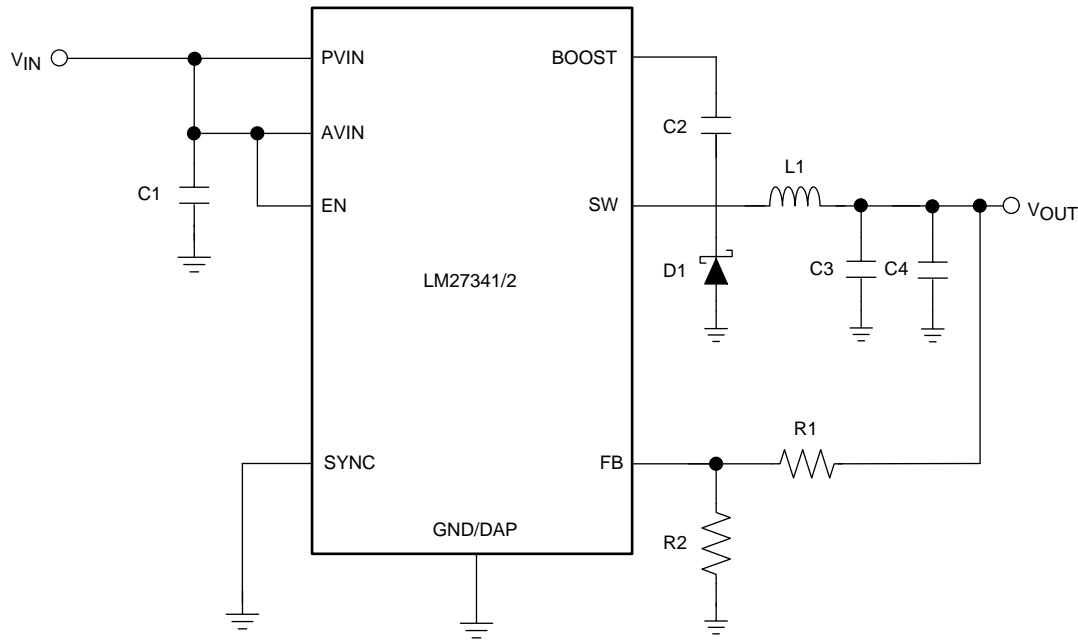 VIN
PVIN
BOOST
C2
AVIN
C1
EN
SW
L1
VOUT
D1
C3
C4
LM27341/2
R1
SYNC
FB
GND/DAP
R2